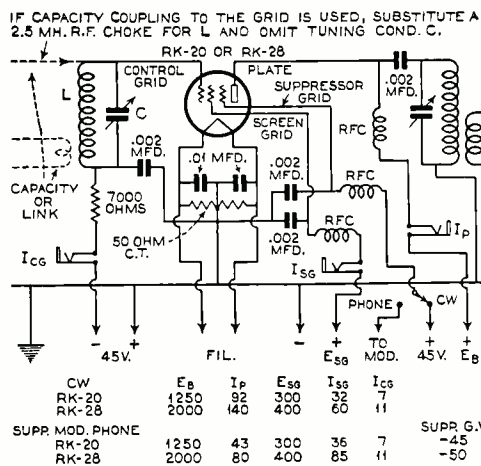 IF CAPACITY COUPLING TO THE GRID IS USED, SUBSTITUTE A
2.5 MH. R.F. CHOKE FOR L AND OMIT TUNING COND. C.
RK-20 OR RK-28
CONTROL
GRID
PLATE
.002
MFD.
L
C
SUPPRESSOR
GRID
SCREEN
GRID
RFC
.002
MFD.
.01 MFD.
.002
MFD.
RFC
CAPACITY
OR
LINK
7000
OHMS
50 OHM
C.T.
.002
MFD.
RFC
IP
ICG
ISG
PHONE
CW
- +
45V.
FIL.
- +
ESG
TO
MOD.
+
45V.
+
EB
CW EB IP ESG ISG ICG
RK-20 1250 92 300 32 7
RK-28 2000 140 400 60 11
SUPP. MOD. PHONE SUPP. G.V
RK-20 1250 43 300 36 7 -45
RK-28 2000 80 400 85 11 -50